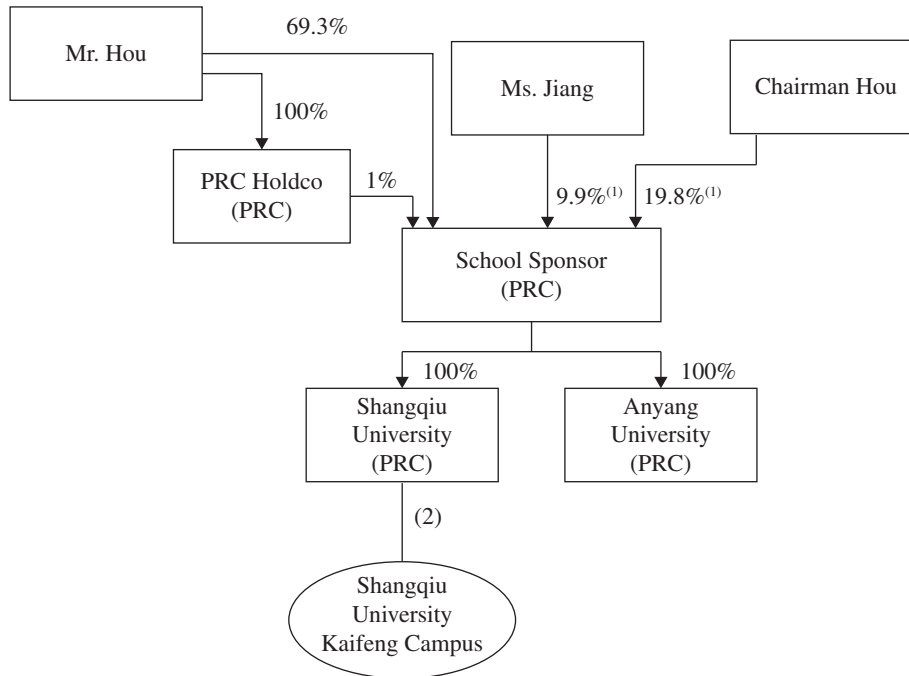 69.3%
Mr. Hou
Ms. Jiang
Chairman Hou
100%
PRC Holdco
(PRC)
1%
9.9%(1)
19.8%(1)
School Sponsor
(PRC)
100%
100%
Shangqiu
University
(PRC)
Anyang
University
(PRC)
(2)
Shangqiu
University
Kaifeng Campus